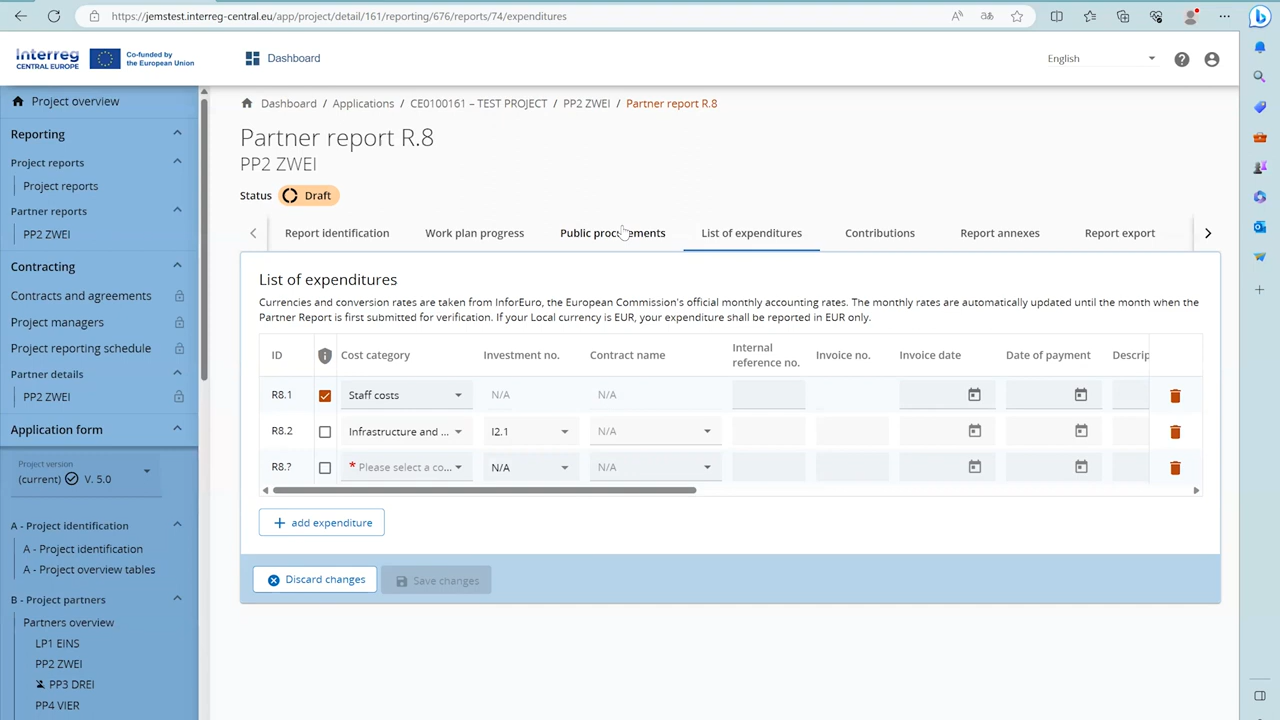 https://jemstest.interreg-central.eu/app/project/detail/161/reporting/676/reports/74/expenditures
Interreg
CENTRAL EUROPE
Co-funded by
the European Union
Dashboard
English
Project overview
Reporting
Project reports
Project reports
Partner reports
PP2 ZWEI
Contracting
Contracts and agreements
Project managers
Project reporting schedule
Partner details
PP2 ZWEI
Application form
Project version
(current) V. 5.0
A - Project identification
A - Project identification
A - Project overview tables
B - Project partners
Partners overview
LP1 EINS
PP2 ZWEI
PP3 DREI
PP4 VIER
Dashboard / Applications / CE0100161 – TEST PROJECT / PP2 ZWEI / Partner report R.8
Partner report R.8
PP2 ZWEI
Status Draft
Report identification Work plan progress Public procurements List of expenditures Contributions Report annexes Report export
List of expenditures
Currencies and conversion rates are taken from InforEuro, the European Commission's official monthly accounting rates. The monthly rates are automatically updated until the month when the
Partner Report is first submitted for verification. If your Local currency is EUR, your expenditure shall be reported in EUR only.
ID Cost category Investment no. Contract name Internal reference no. Invoice no. Invoice date Date of payment Descrip
R8.1 Staff costs N/A N/A
R8.2 Infrastructure and ... I2.1 N/A
R8.? * Please select a co... N/A N/A
+ add expenditure
Discard changes Save changes